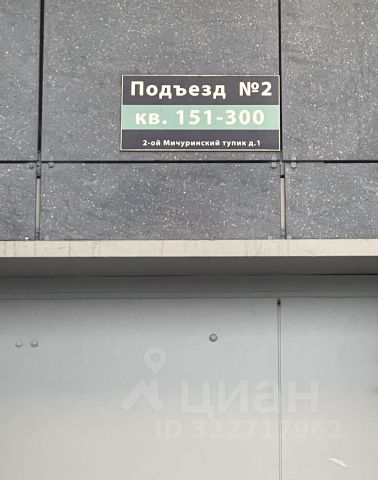 Подъезд №2
кв. 151-300
2-ой Мичуринский тупик д.1
циан
ID 322717962